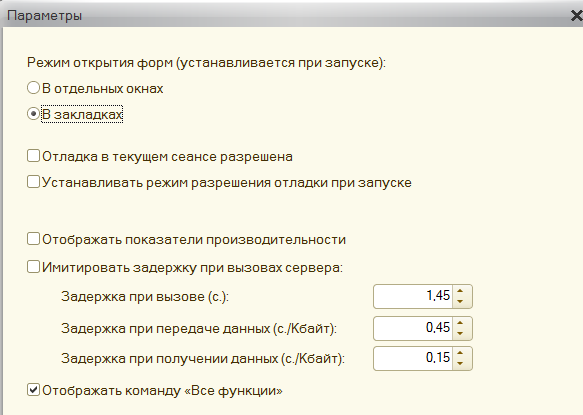 Параметры
Режим открытия форм (устанавливается при запуске):
В отдельных окнах
В закладках
Отладка в текущем сеансе разрешена
Устанавливать режим разрешения отладки при запуске
Отображать показатели производительности
Имитировать задержку при вызовах сервера:
Задержка при вызове (с.): 1,45
Задержка при передаче данных (с./Кбайт): 0,45
Задержка при получении данных (с./Кбайт): 0,15
Отображать команду «Все функции»